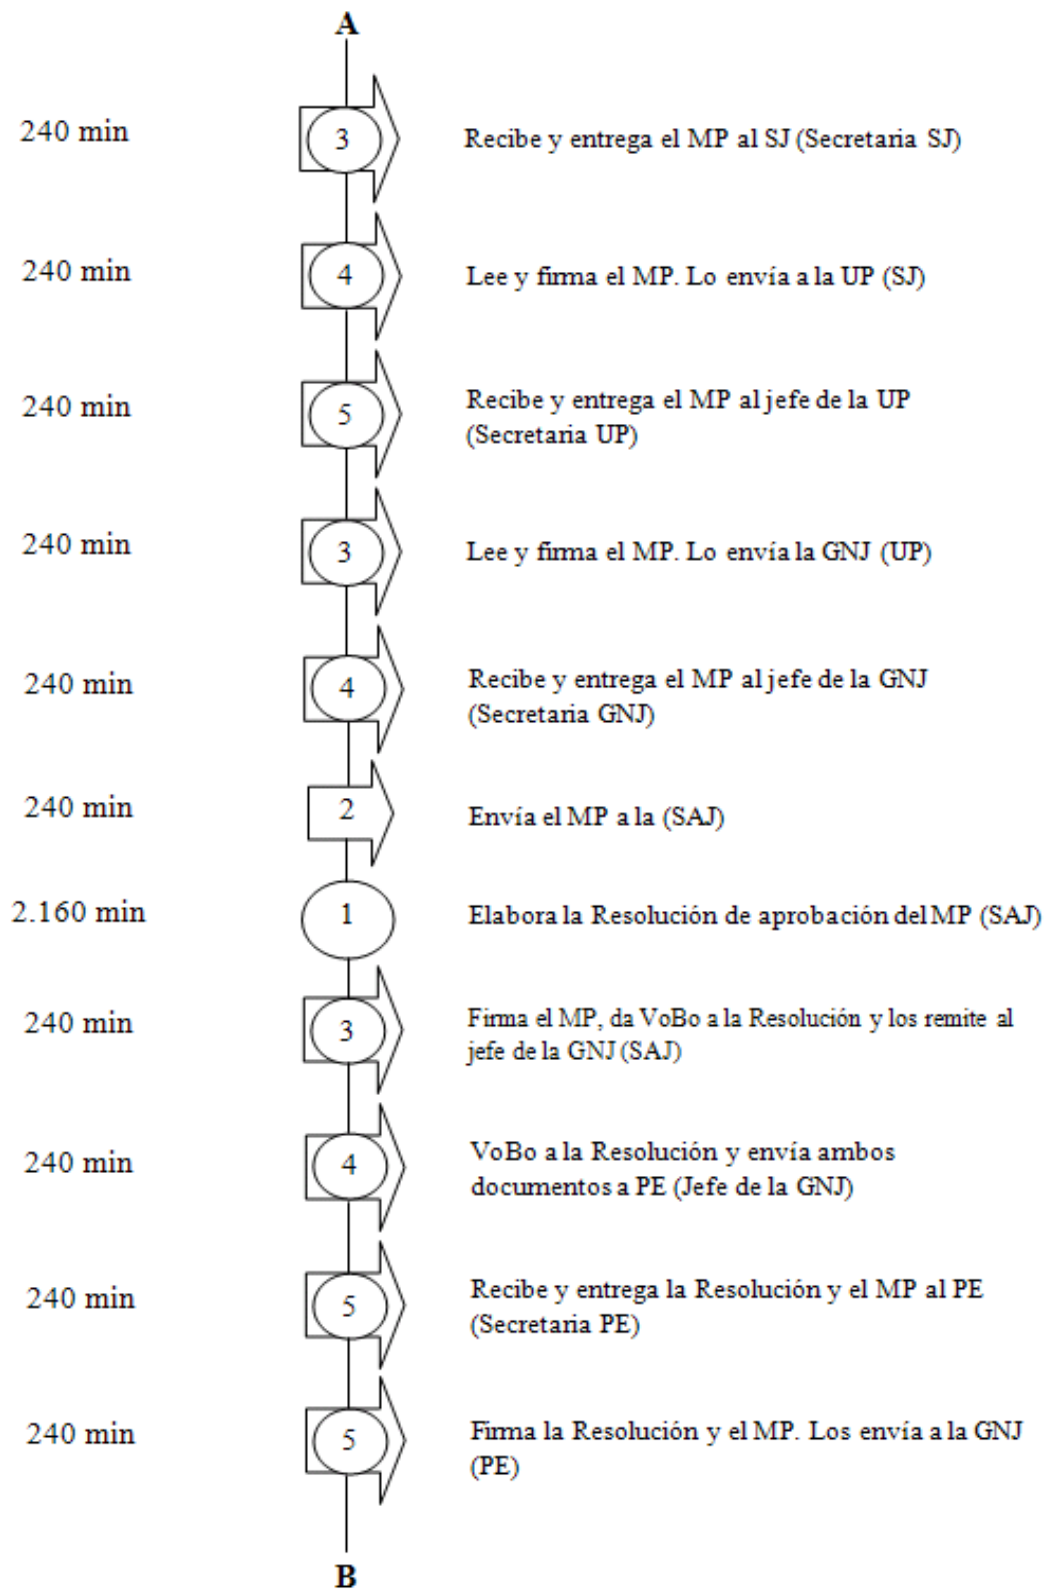 A
240 min
3
Recibe y entrega el MP al SJ (Secretaria SJ)
240 min
4
Lee y firma el MP. Lo envía a la UP (SJ)
240 min
5
Recibe y entrega el MP al jefe de la UP
(Secretaria UP)
240 min
3
Lee y firma el MP. Lo envía la GNJ (UP)
240 min
4
Recibe y entrega el MP al jefe de la GNJ
(Secretaria GNJ)
240 min
2
Envía el MP a la (SAJ)
2.160 min
1
Elabora la Resolución de aprobación del MP (SAJ)
240 min
3
Firma el MP, da VoBo a la Resolución y los remite al
jefe de la GNJ (SAJ)
240 min
4
VoBo a la Resolución y envía ambos
documentos a PE (Jefe de la GNJ)
240 min
5
Recibe y entrega la Resolución y el MP al PE
(Secretaria PE)
240 min
5
Firma la Resolución y el MP. Los envía a la GNJ
(PE)
B